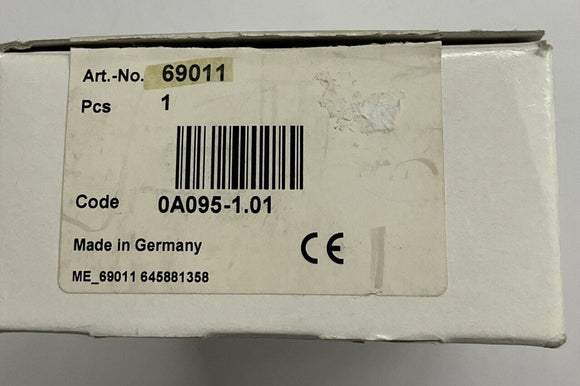 Art.-No. 69011
Pcs 1
Code 0A095-1.01
Made in Germany CE
ME_69011 645881358